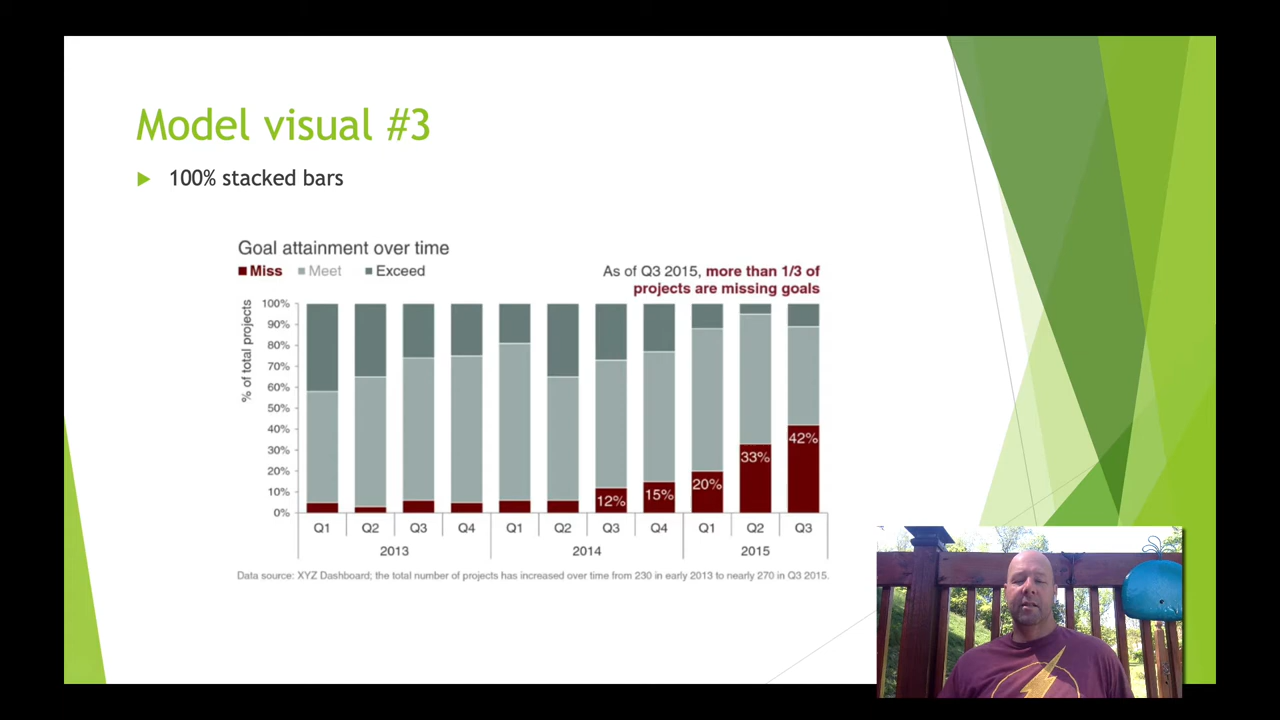 Model visual #3
100% stacked bars
Goal attainment over time
Miss Meet Exceed
As of Q3 2015, more than 1/3 of
projects are missing goals
% of total projects
100%
90%
80%
70%
60%
50%
40%
30%
20%
10%
0%
12% 15% 20% 33% 42%
Q1 Q2 Q3 Q4 Q1 Q2 Q3 Q4 Q1 Q2 Q3
2013 2014 2015
Data source: XYZ Dashboard; the total number of projects has increased over time from 230 in early 2013 to nearly 270 in Q3 2015.